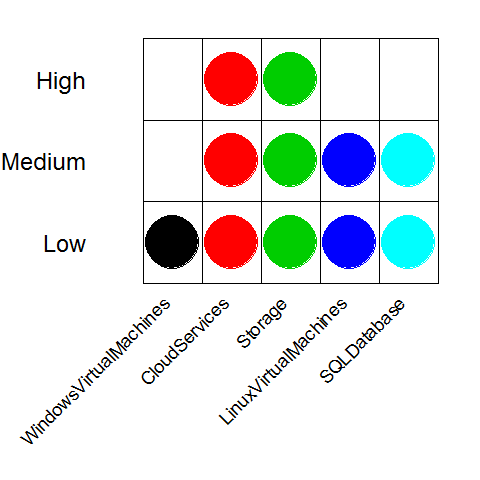 High
Medium
Low
WindowsVirtualMachines
CloudServices
Storage
LinuxVirtualMachines
SQLDatabase